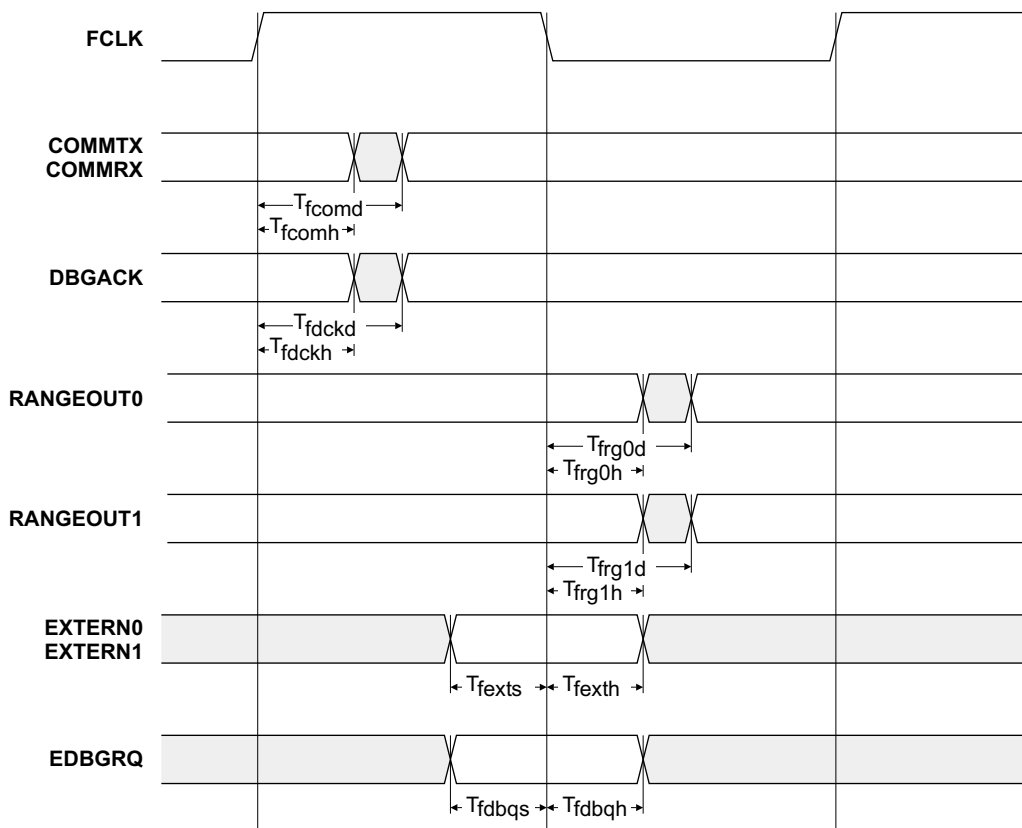 FCLK
COMMTX
COMMRX
Tfcomd
Tfcomh
DBGACK
Tfdckd
Tfdckh
RANGEOUT0
Tfrg0d
Tfrg0h
RANGEOUT1
Tfrg1d
Tfrg1h
EXTERN0
EXTERN1
Tfexts Tfexth
EDBGRQ
Tfdbqs Tfdbqh